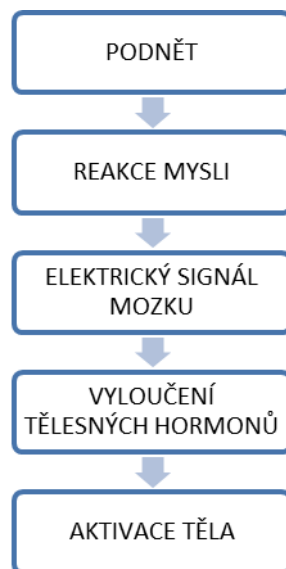 PODNĚT
REAKCE MYSLI
ELEKTRICKÝ SIGNÁL
MOZKU
VYLOUČENÍ
TĚLESNÝCH HORMONŮ
AKTIVACE TĚLA